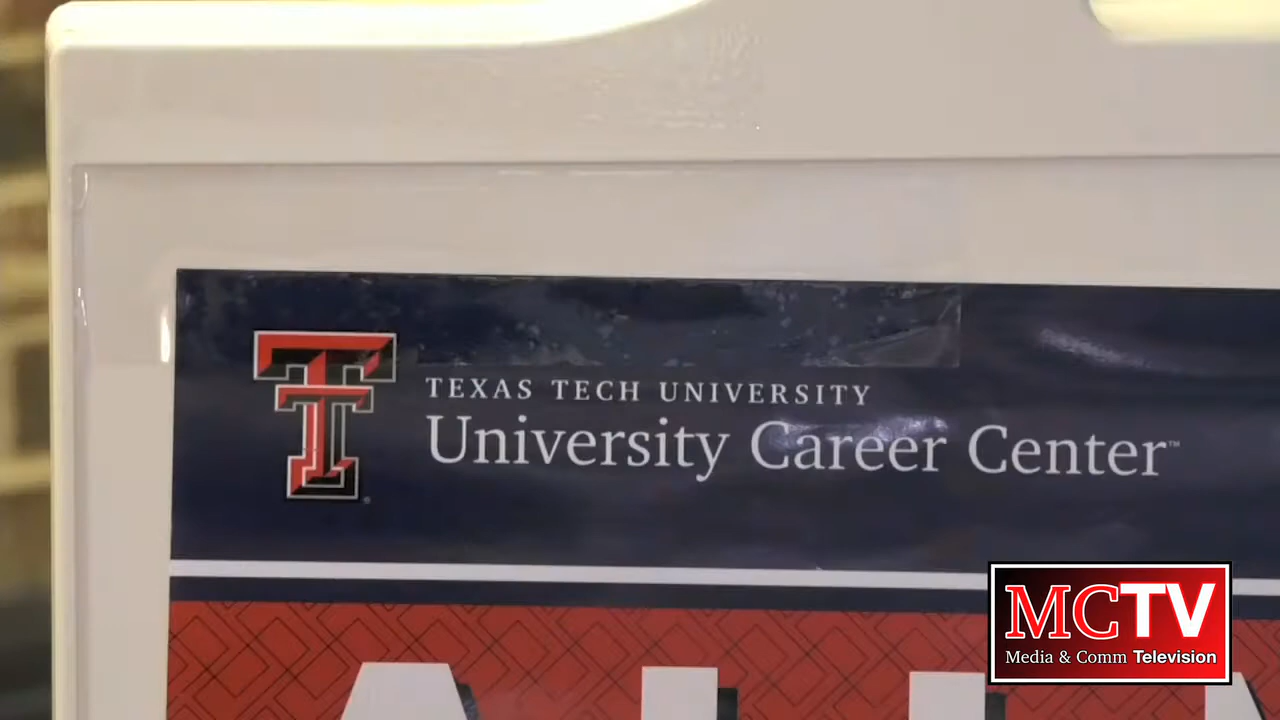 TEXAS TECH UNIVERSITY
University Career Center™
MCTV
Media & Comm Television